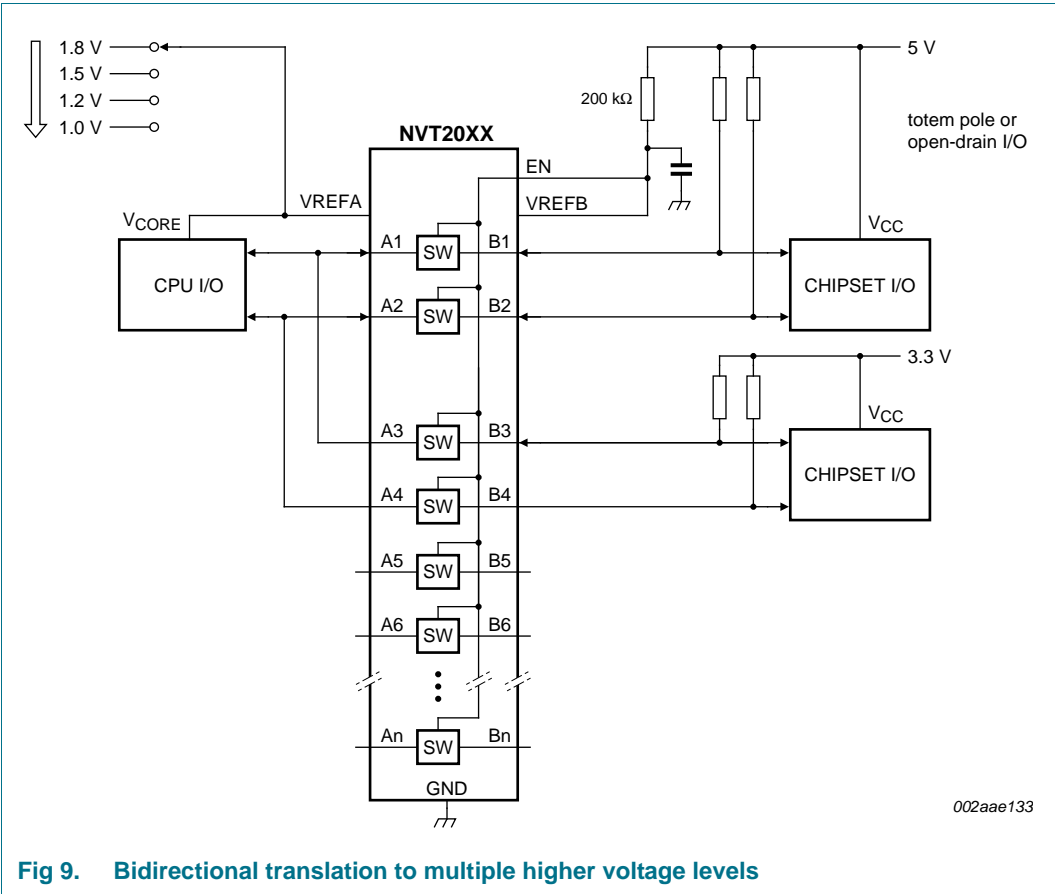 1.8 V
1.5 V
1.2 V
1.0 V
5 V
200 kΩ
totem pole or
open-drain I/O
NVT20XX
EN
VREFA
VREFB
VCORE
VCC
CPU I/O
CHIPSET I/O
A1
SW
B1
A2
SW
B2
3.3 V
VCC
CHIPSET I/O
A3
SW
B3
A4
SW
B4
A5
SW
B5
A6
SW
B6
An
SW
Bn
GND
002aae133
Fig 9. Bidirectional translation to multiple higher voltage levels